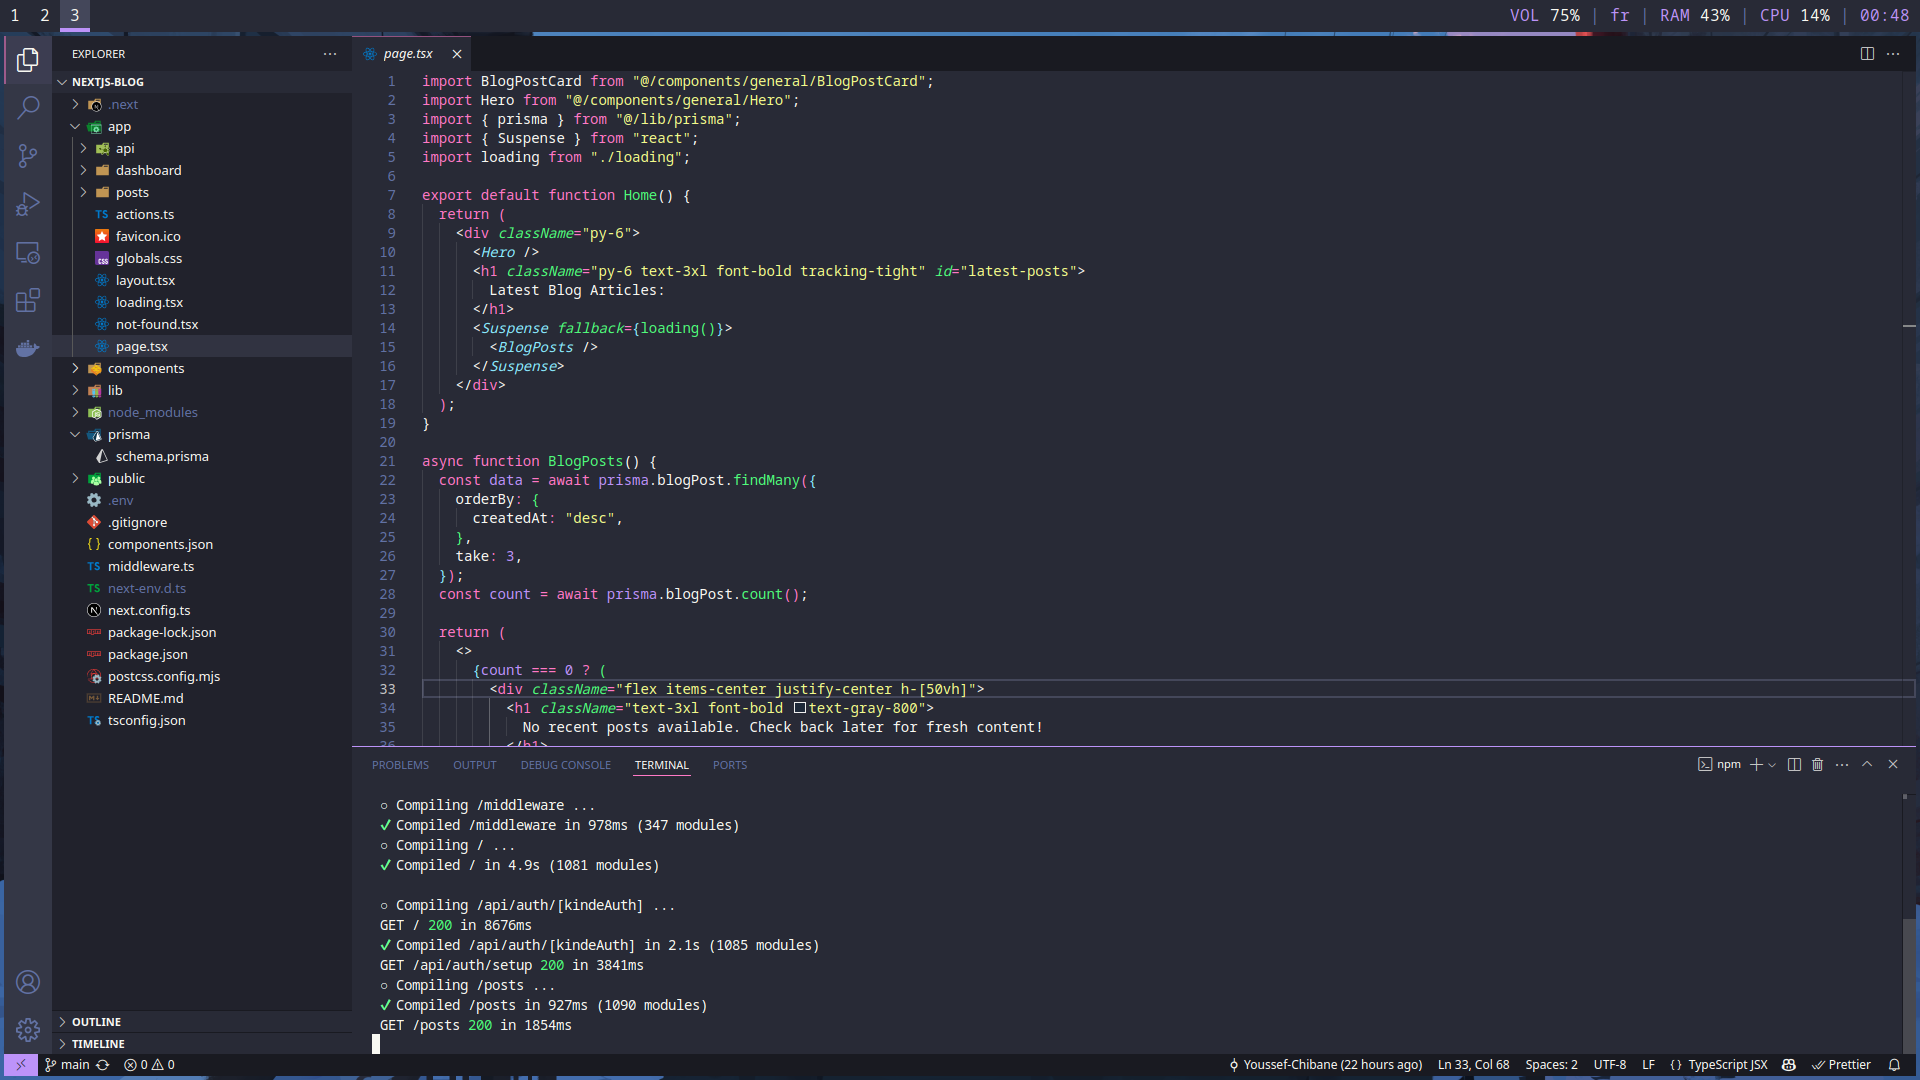 1 2 3
VOL 75% | fr | RAM 43% | CPU 14% | 00:48
EXPLORER
NEXTJS-BLOG
.next
app
api
dashboard
posts
TS actions.ts
favicon.ico
css globals.css
layout.tsx
loading.tsx
not-found.tsx
page.tsx
components
lib
node_modules
prisma
schema.prisma
public
.env
.gitignore
{ } components.json
TS middleware.ts
TS next-env.d.ts
N next.config.ts
package-lock.json
package.json
postcss.config.mjs
README.md
TS tsconfig.json
OUTLINE
TIMELINE
page.tsx
1 import BlogPostCard from "@/components/general/BlogPostCard";
2 import Hero from "@/components/general/Hero";
3 import { prisma } from "@/lib/prisma";
4 import { Suspense } from "react";
5 import loading from "./loading";
6
7 export default function Home() {
8 return (
9 <div className="py-6">
10 <Hero />
11 <h1 className="py-6 text-3xl font-bold tracking-tight" id="latest-posts">
12 Latest Blog Articles:
13 </h1>
14 <Suspense fallback={loading()}>
15 <BlogPosts />
16 </Suspense>
17 </div>
18 );
19 }
20
21 async function BlogPosts() {
22 const data = await prisma.blogPost.findMany({
23 orderBy: {
24 createdAt: "desc",
25 },
26 take: 3,
27 });
28 const count = await prisma.blogPost.count();
29
30 return (
31 <>
32 {count === 0 ? (
33 <div className="flex items-center justify-center h-[50vh]">
34 <h1 className="text-3xl font-bold text-gray-800">
35 No recent posts available. Check back later for fresh content!
36 </h1>
PROBLEMS OUTPUT DEBUG CONSOLE TERMINAL PORTS
npm
○ Compiling /middleware ...
✓ Compiled /middleware in 978ms (347 modules)
○ Compiling / ...
✓ Compiled / in 4.9s (1081 modules)
○ Compiling /api/auth/[kindeAuth] ...
GET / 200 in 8676ms
✓ Compiled /api/auth/[kindeAuth] in 2.1s (1085 modules)
GET /api/auth/setup 200 in 3841ms
○ Compiling /posts ...
✓ Compiled /posts in 927ms (1090 modules)
GET /posts 200 in 1854ms
main 0 0
Youssef-Chibane (22 hours ago) Ln 33, Col 68 Spaces: 2 UTF-8 LF { } TypeScript JSX Prettier